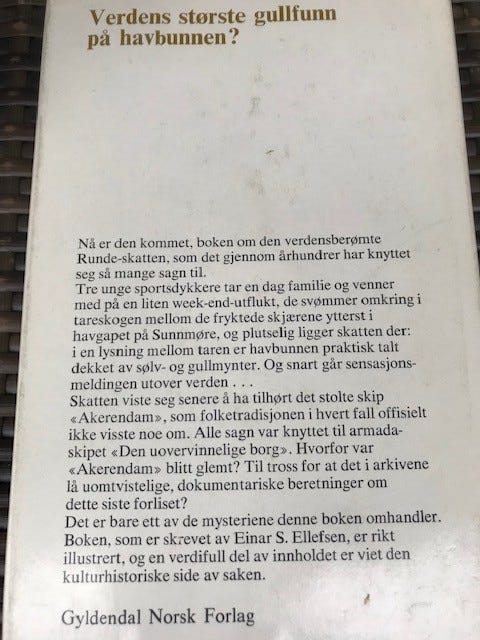 Verdens største gullfunn
på havbunnen?
Nå er den kommet, boken om den verdensberømte
Runde-skatten, som det gjennom århundrer har knyttet
seg så mange sagn til.
Tre unge sportsdykkere tar en dag familie og venner
med på en liten week-end-utflukt, de svømmer omkring i
tareskogen mellom de fryktede skjærene ytterst i
havgapet på Sunnmøre, og plutselig ligger skatten der:
i en lysning mellom taren er havbunnen praktisk talt
dekket av sølv- og gullmynter. Og snart går sensasjons-
meldingen utover verden . . .
Skatten viste seg senere å ha tilhørt det stolte skip
«Akerendam», som folketradisjonen i hvert fall offisielt
ikke visste noe om. Alle sagn var knyttet til armada-
skipet «Den uovervinnelige borg». Hvorfor var
«Akerendam» blitt glemt? Til tross for at det i arkivene
lå uomtvistelige, dokumentariske beretninger om
dette siste forliset?
Det er bare ett av de mysteriene denne boken omhandler.
Boken, som er skrevet av Einar S. Ellefsen, er rikt
illustrert, og en verdifull del av innholdet er viet den
kulturhistoriske side av saken.
Gyldendal Norsk Forlag